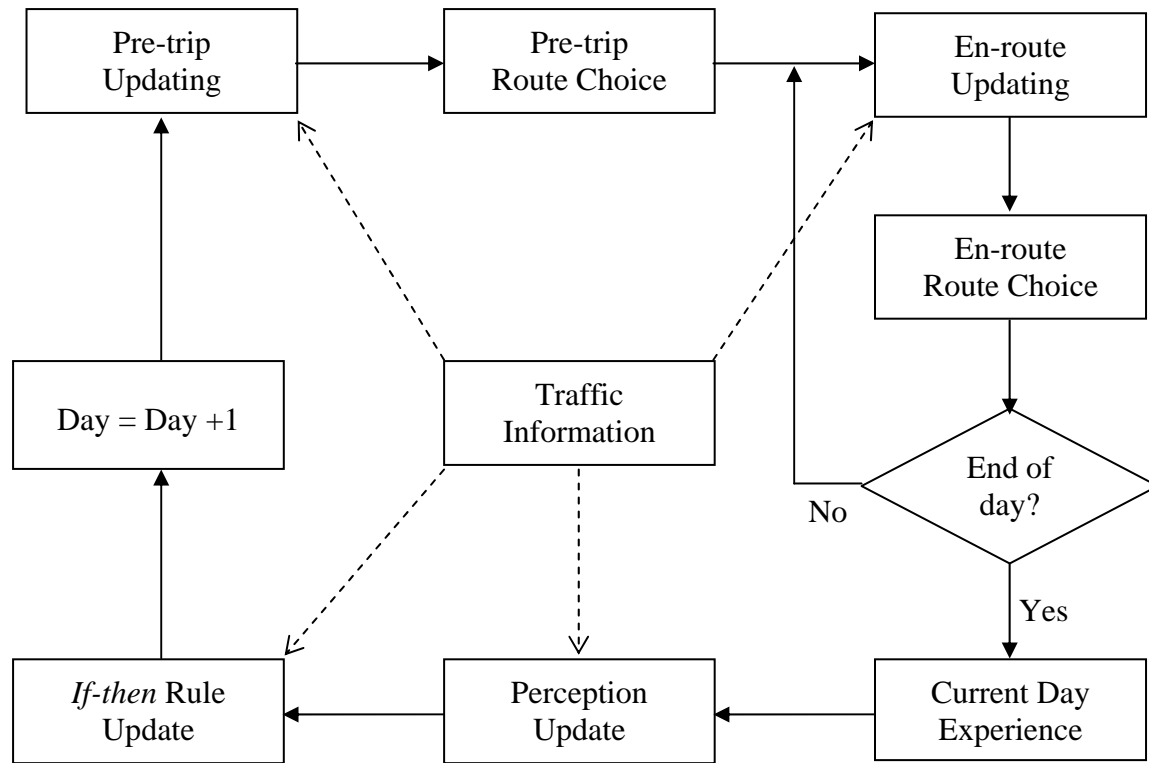 Pre-trip
Updating
Pre-trip
Route Choice
En-route
Updating
En-route
Route Choice
Day = Day +1
Traffic
Information
End of
day?
No
Yes
If-then Rule
Update
Perception
Update
Current Day
Experience